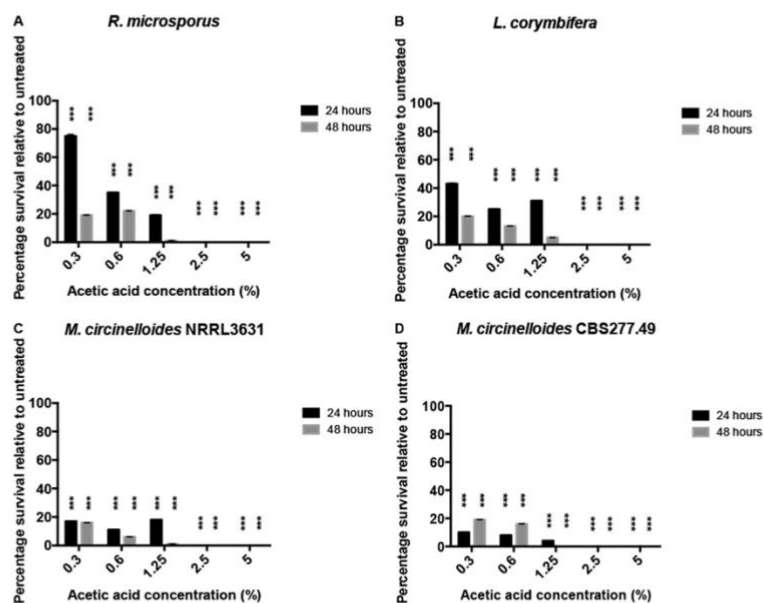 A
R. microsporus
Percentage survival relative to untreated
100
80
60
40
20
0
*** ***
*** ***
*** ***
*** ***
*** ***
24 hours
48 hours
0.3
0.6
1.25
2.5
5
Acetic acid concentration (%)
B
L. corymbifera
Percentage survival relative to untreated
100
80
60
40
20
0
*** ***
*** ***
*** ***
*** ***
*** ***
24 hours
48 hours
0.3
0.6
1.25
2.5
5
Acetic acid concentration (%)
C
M. circinelloides NRRL3631
Percentage survival relative to untreated
100
80
60
40
20
0
*** ***
*** ***
*** ***
*** ***
*** ***
24 hours
48 hours
0.3
0.6
1.25
2.5
5
Acetic acid concentration (%)
D
M. circinelloides CBS277.49
Percentage survival relative to untreated
100
80
60
40
20
0
*** ***
*** ***
*** ***
*** ***
*** ***
24 hours
48 hours
0.3
0.6
1.25
2.5
5
Acetic acid concentration (%)